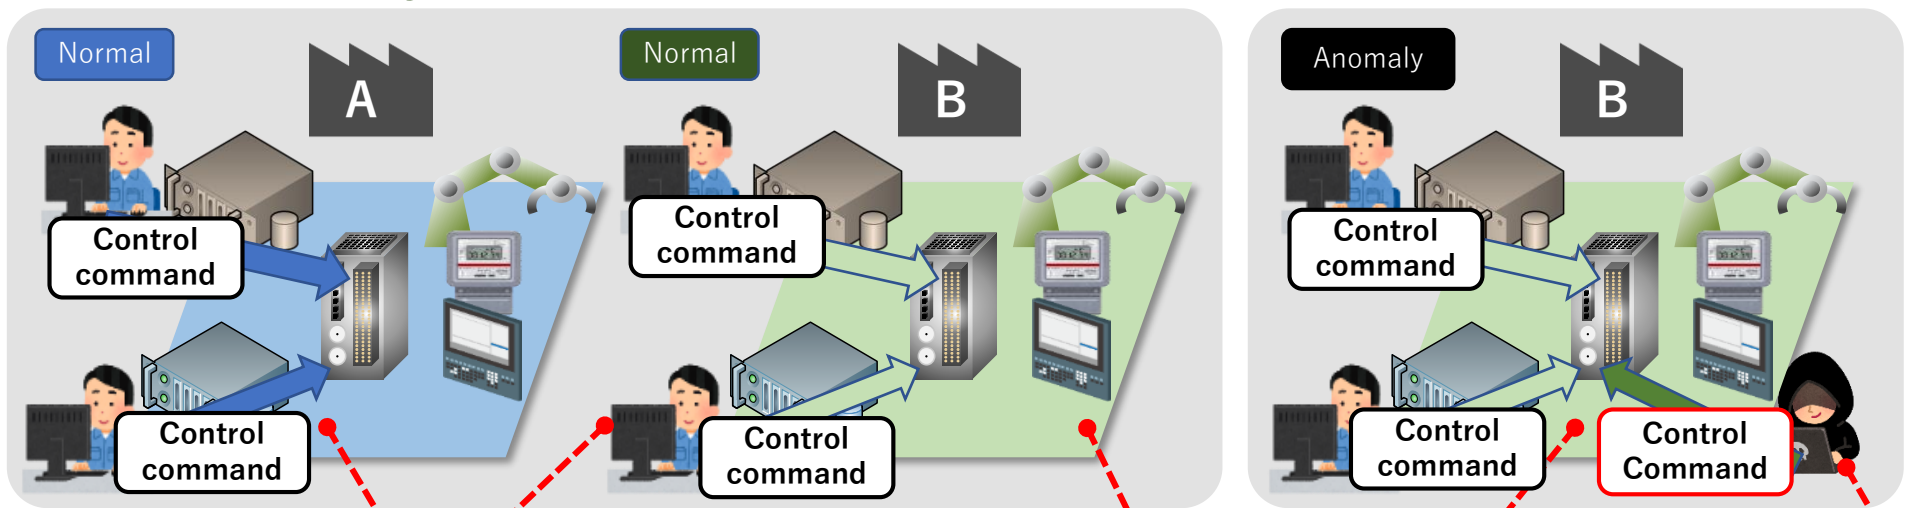 Normal
A
Control
command
Control
command
Normal
B
Control
command
Control
command
Anomaly
B
Control
command
Control
command
Control
Command